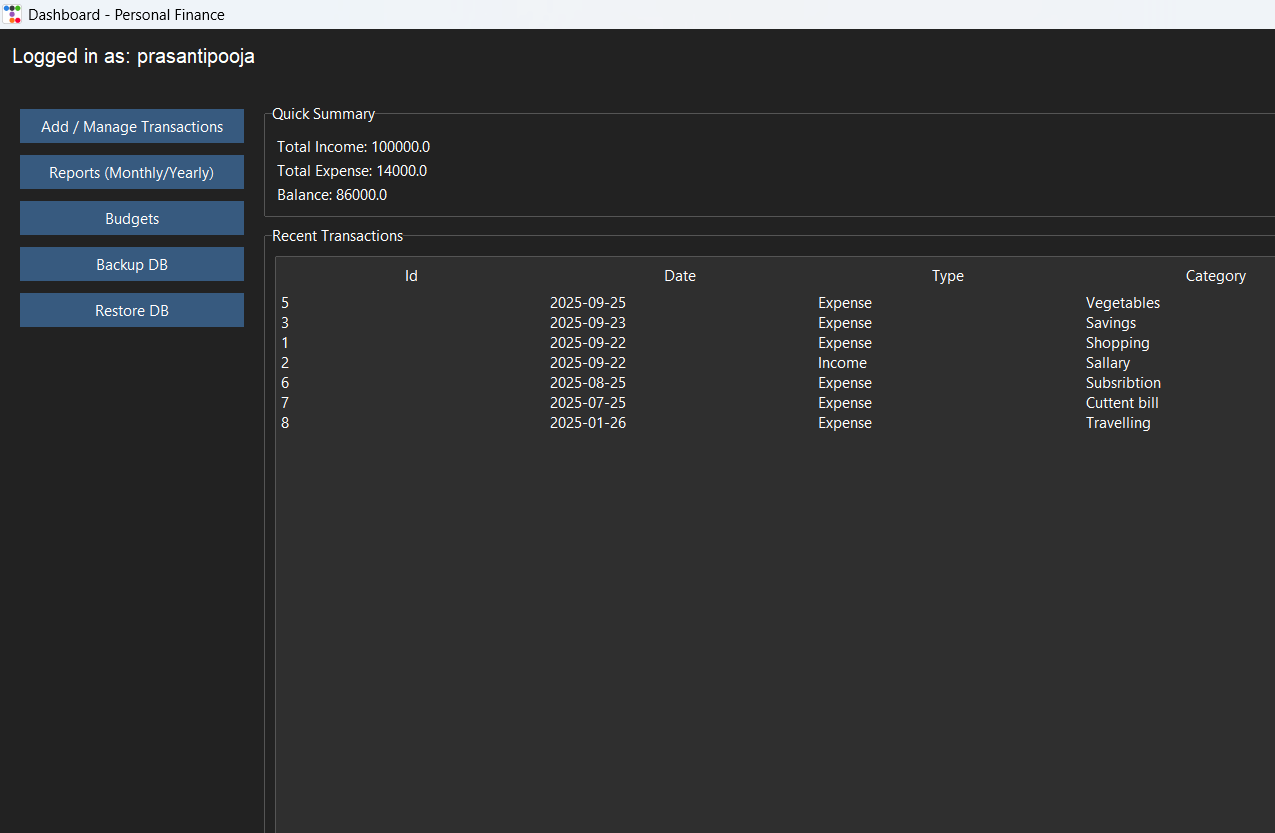 Dashboard - Personal Finance
Logged in as: prasantipooja
Add / Manage Transactions
Reports (Monthly/Yearly)
Budgets
Backup DB
Restore DB
Quick Summary
Total Income: 100000.0
Total Expense: 14000.0
Balance: 86000.0
Recent Transactions
Id Date Type Category
5 2025-09-25 Expense Vegetables
3 2025-09-23 Expense Savings
1 2025-09-22 Expense Shopping
2 2025-09-22 Income Sallary
6 2025-08-25 Expense Subsribtion
7 2025-07-25 Expense Cuttent bill
8 2025-01-26 Expense Travelling